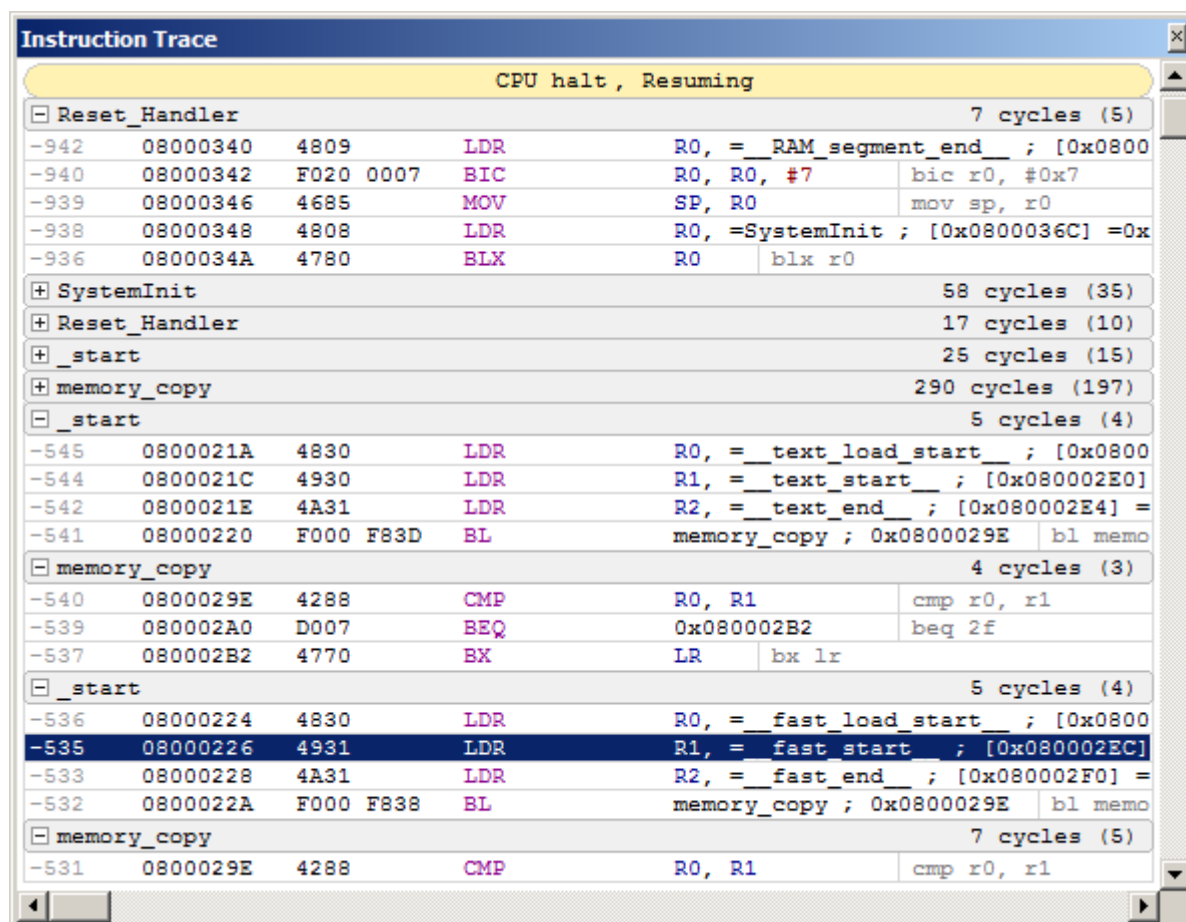 Instruction Trace
CPU halt , Resuming
Reset_Handler 7 cycles (5)
-942 08000340 4809 LDR R0, =__RAM_segment_end__ ; [0x0800
-940 08000342 F020 0007 BIC R0, R0, #7 bic r0, #0x7
-939 08000346 4685 MOV SP, R0 mov sp, r0
-938 08000348 4808 LDR R0, =SystemInit ; [0x0800036C] =0x
-936 0800034A 4780 BLX R0 blx r0
SystemInit 58 cycles (35)
Reset_Handler 17 cycles (10)
_start 25 cycles (15)
memory_copy 290 cycles (197)
_start 5 cycles (4)
-545 0800021A 4830 LDR R0, =__text_load_start__ ; [0x0800
-544 0800021C 4930 LDR R1, =__text_start__ ; [0x080002E0]
-542 0800021E 4A31 LDR R2, =__text_end__ ; [0x080002E4] =
-541 08000220 F000 F83D BL memory_copy ; 0x0800029E bl memo
memory_copy 4 cycles (3)
-540 0800029E 4288 CMP R0, R1 cmp r0, r1
-539 080002A0 D007 BEQ 0x080002B2 beq 2f
-537 080002B2 4770 BX LR bx lr
_start 5 cycles (4)
-536 08000224 4830 LDR R0, =__fast_load_start__ ; [0x0800
-535 08000226 4931 LDR R1, =__fast_start__ ; [0x080002EC]
-533 08000228 4A31 LDR R2, =__fast_end__ ; [0x080002F0] =
-532 0800022A F000 F838 BL memory_copy ; 0x0800029E bl memo
memory_copy 7 cycles (5)
-531 0800029E 4288 CMP R0, R1 cmp r0, r1